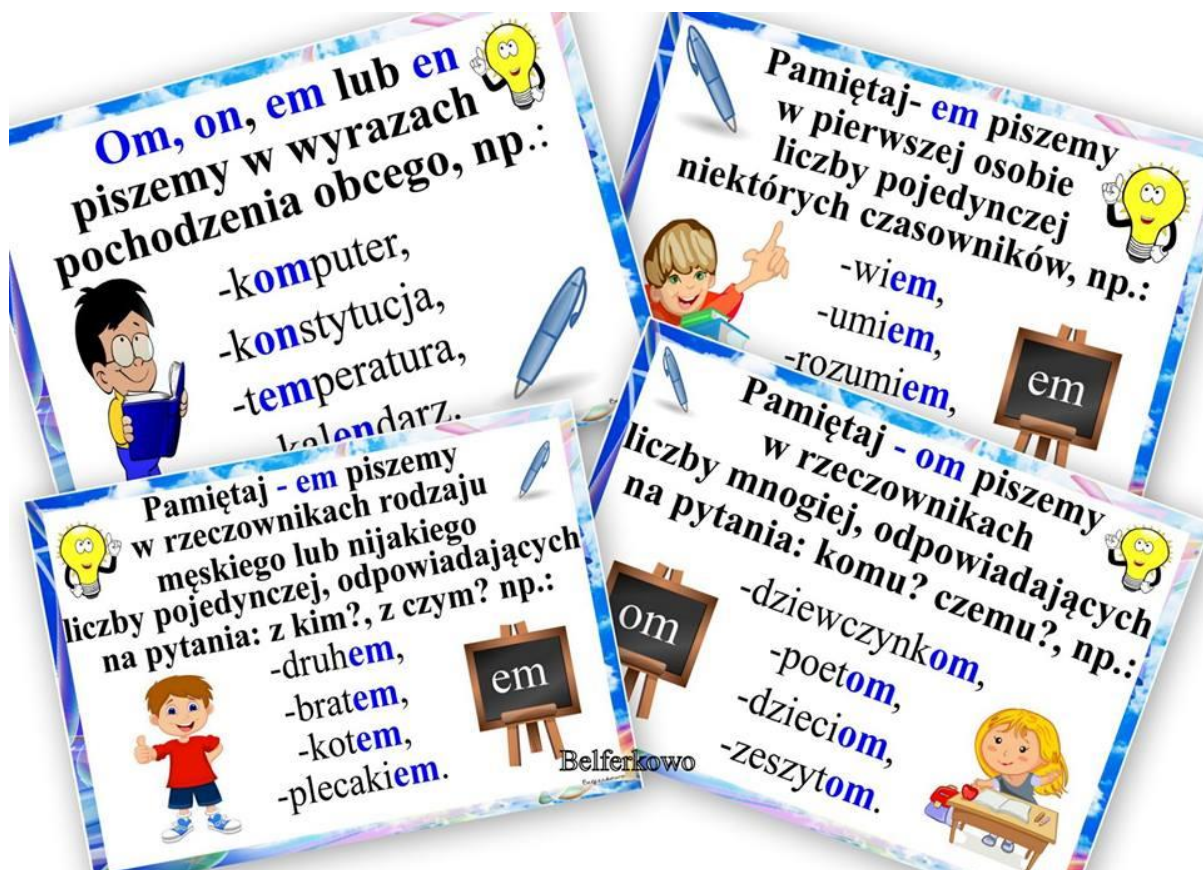 Om, on, em lub en
piszemy w wyrazach
pochodzenia obcego, np.:
-komputer,
-konstytucja,
-temperatura,
-kalendarz.
Pamiętaj- em piszemy
w pierwszej osobie
liczby pojedynczej
niektórych czasowników, np.:
-wiem,
-umiem,
-rozumiem,
em
Pamiętaj - em piszemy
w rzeczownikach rodzaju
męskiego lub nijakiego
liczby pojedynczej, odpowiadających
na pytania: z kim?, z czym? np.:
-druhem,
-bratem,
-kotem,
-plecakiem.
em
Pamiętaj - om piszemy
w rzeczownikach
liczby mnogiej, odpowiadających
na pytania: komu? czemu?, np.:
-dziewczynkom,
-poetom,
-dzieciom,
-zeszytom.
om
Belferkowo